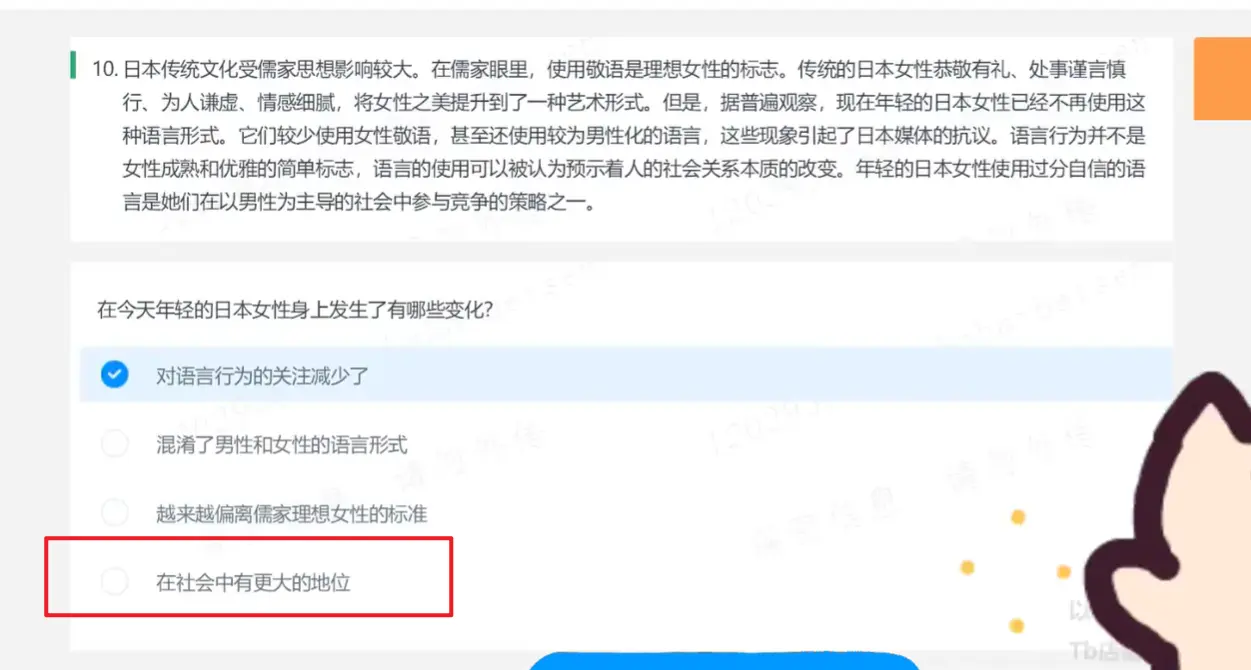 10. 日本传统文化受儒家思想影响较大。在儒家眼里，使用敬语是理想女性的标志。传统的日本女性恭敬有礼、处事谨言慎
行、为人谦虚、情感细腻，将女性之美提升到了一种艺术形式。但是，据普遍观察，现在年轻的日本女性已经不再使用这
种语言形式。它们较少使用女性敬语，甚至还使用较为男性化的语言，这些现象引起了日本媒体的抗议。语言行为并不是
女性成熟和优雅的简单标志，语言的使用可以被认为预示着人的社会关系本质的改变。年轻的日本女性使用过分自信的语
言是她们在以男性为主导的社会中参与竞争的策略之一。
在今天年轻的日本女性身上发生了有哪些变化？
对语言行为的关注减少了
混淆了男性和女性的语言形式
越来越偏离儒家理想女性的标准
在社会中有更大的地位
以
Tb店